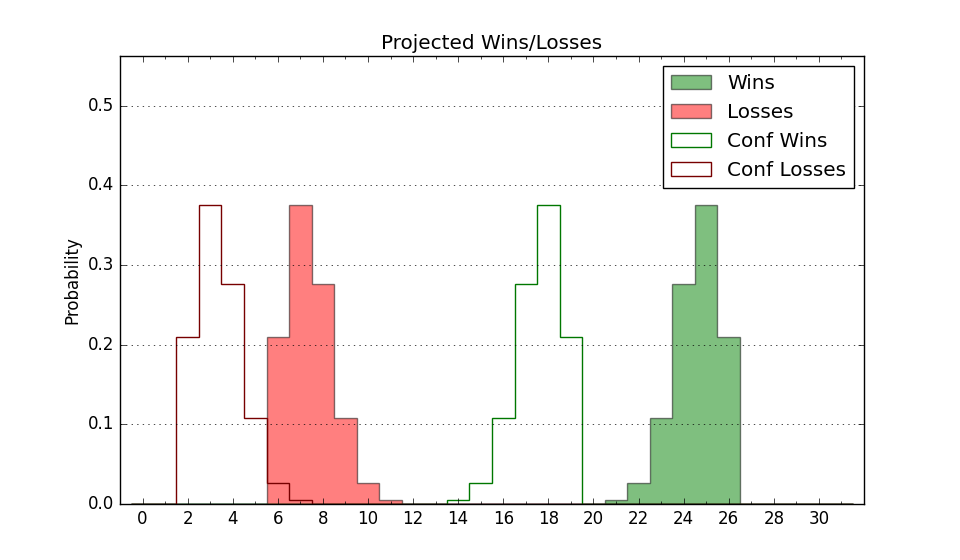 Projected Wins/Losses
Wins
Losses
Conf Wins
Conf Losses
Probability
0.5
0.4
0.3
0.2
0.1
0.0
0 2 4 6 8 10 12 14 16 18 20 22 24 26 28 30